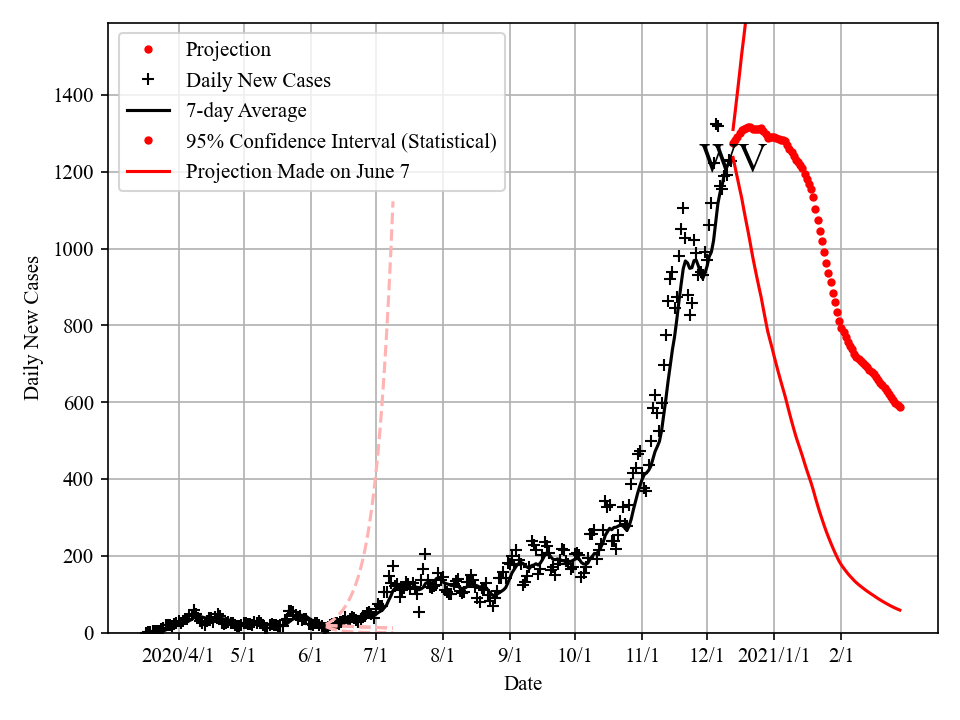 Projection
Daily New Cases
7-day Average
95% Confidence Interval (Statistical)
Projection Made on June 7
WV
1400
1200
1000
800
600
400
200
0
Daily New Cases
2020/4/1 5/1 6/1 7/1 8/1 9/1 10/1 11/1 12/1 2021/1/1 2/1
Date